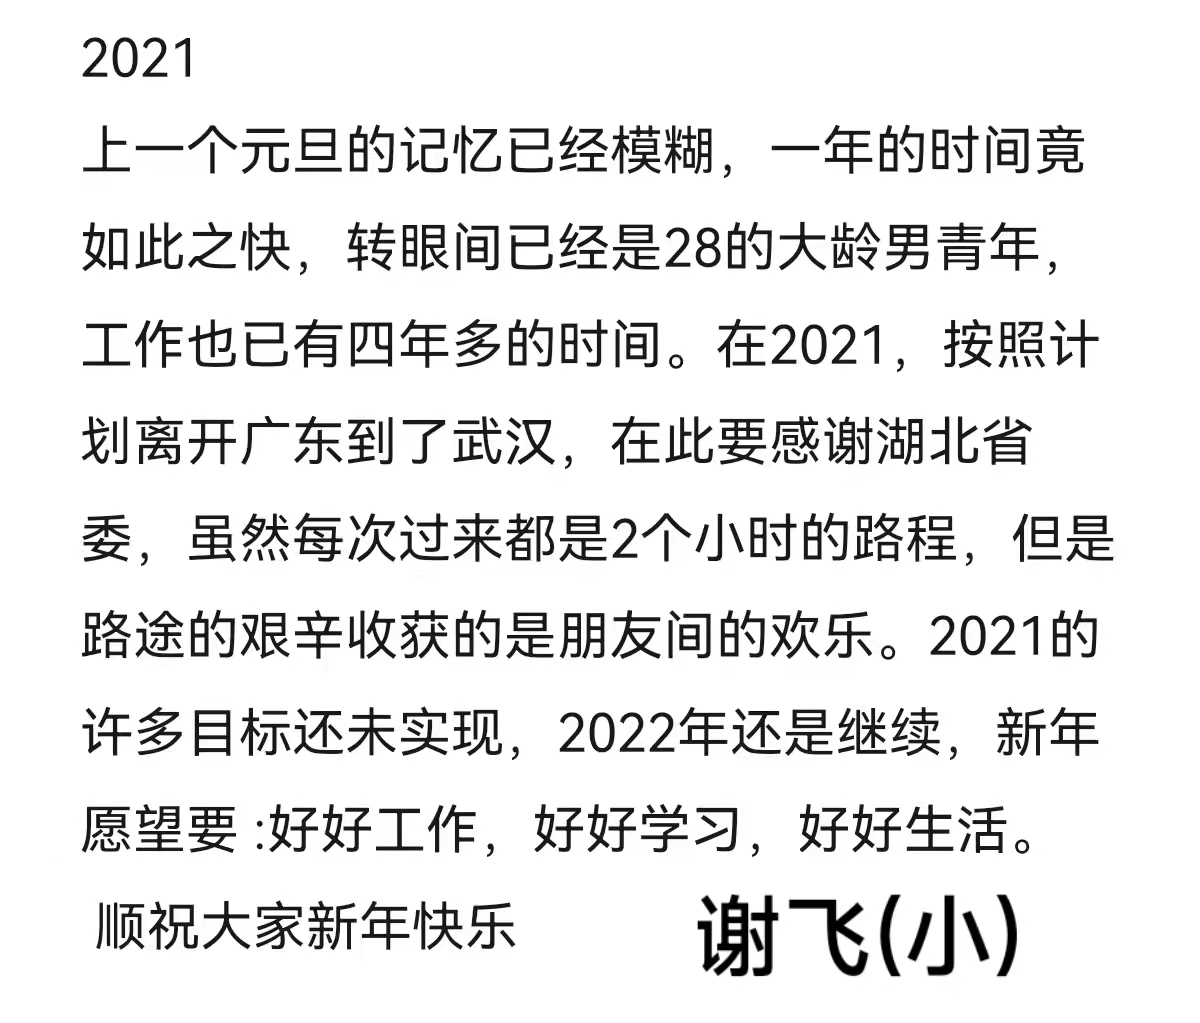 2021
上一个元旦的记忆已经模糊，一年的时间竟
如此之快，转眼间已经是28的大龄男青年，
工作也已有四年多的时间。在2021，按照计
划离开广东到了武汉，在此要感谢湖北省
委，虽然每次过来都是2个小时的路程，但是
路途的艰辛收获的是朋友间的欢乐。2021的
许多目标还未实现，2022年还是继续，新年
愿望要 :好好工作，好好学习，好好生活。
顺祝大家新年快乐
谢飞(小)